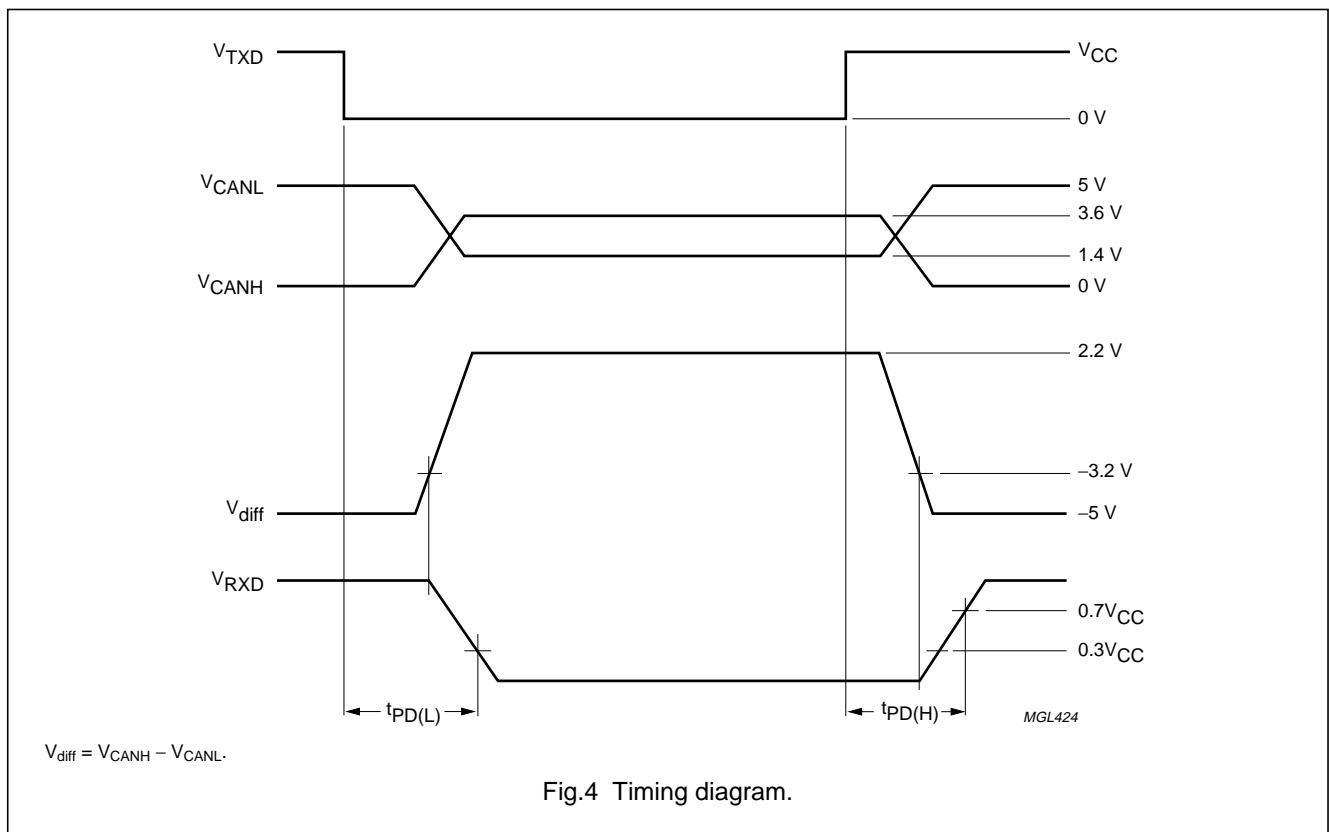 VTXD
VCC
0 V
VCANL
5 V
3.6 V
1.4 V
VCANH
0 V
2.2 V
−3.2 V
Vdiff
−5 V
VRXD
0.7VCC
0.3VCC
tPD(L)
tPD(H)
MGL424
Vdiff = VCANH − VCANL.
Fig.4 Timing diagram.